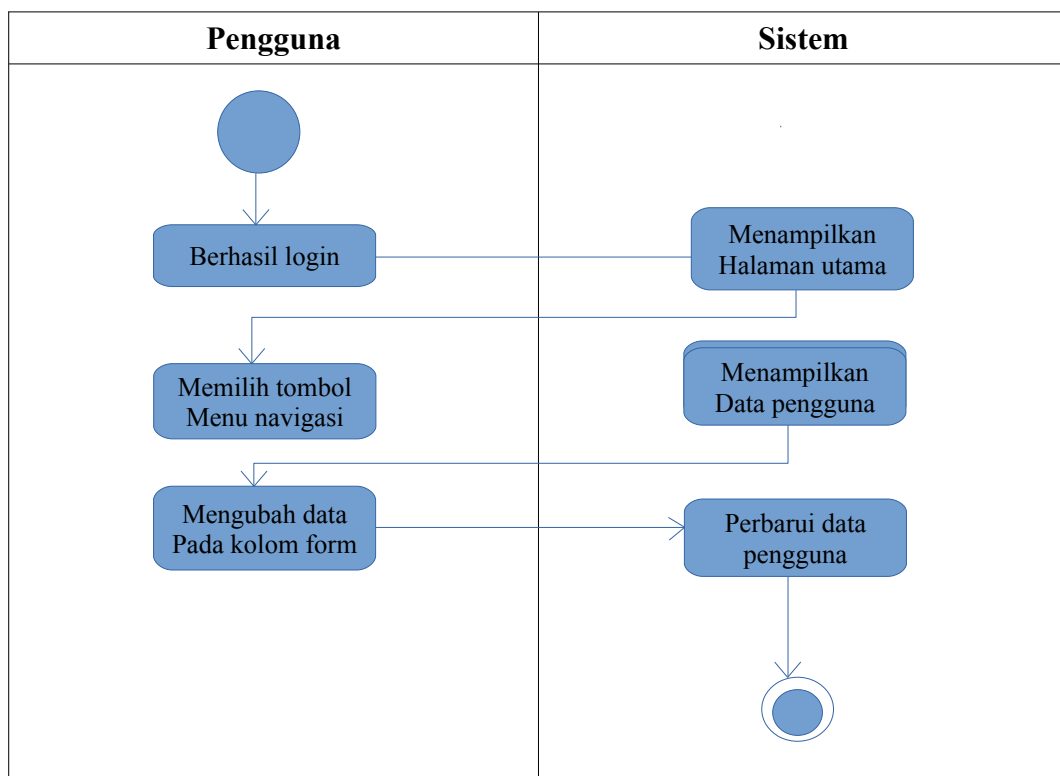 Pengguna
Sistem
Berhasil login
Menampilkan
Halaman utama
Memilih tombol
Menu navigasi
Menampilkan
Data pengguna
Mengubah data
Pada kolom form
Perbarui data
pengguna